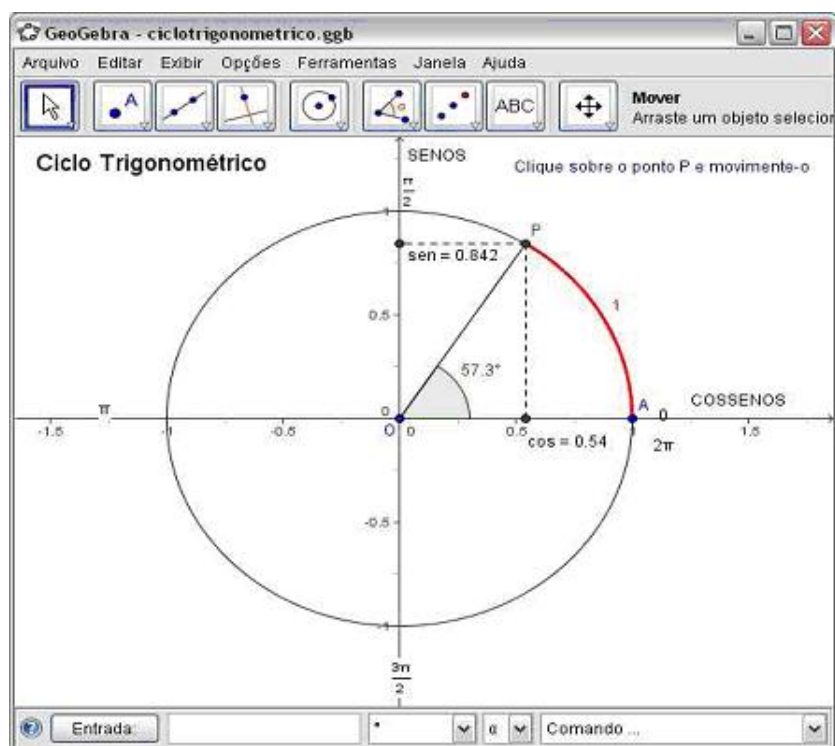 GeoGebra - ciclotrigonometrico.ggb
Arquivo Editar Exibir Opções Ferramentas Janela Ajuda
A
ABC
Mover
Arraste um objeto selecior
Ciclo Trigonométrico
SENOS
Clique sobre o ponto P e movimente-o
π
2
1
P
sen = 0.842
0.5
1
57.3°
π
0
A
0
COSSENOS
-1.5
-1
-0.5
O
0
0.5
1
1.5
cos = 0.54
2π
-0.5
-1
3π
2
Entrada:
°
α
Comando ...